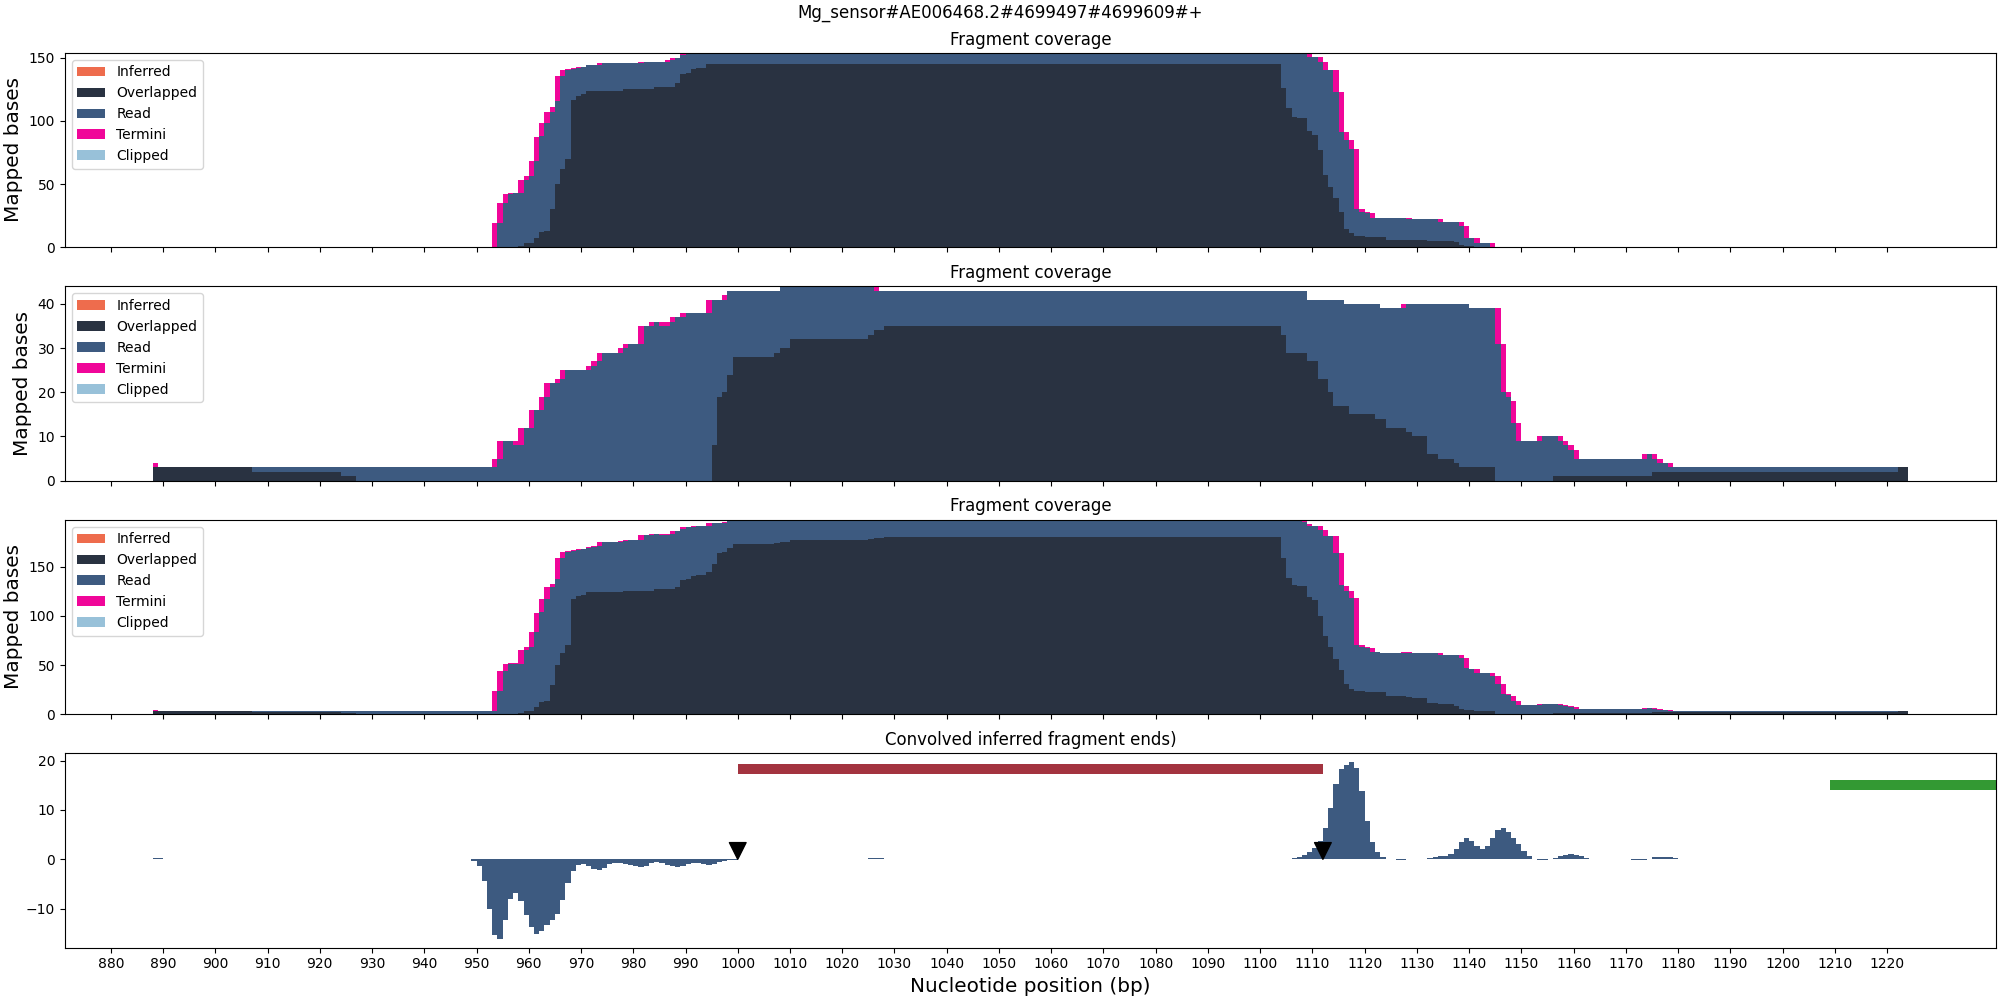 Mg_sensor#AE006468.2#4699497#4699609#+
Fragment coverage
Mapped bases
150
100
50
0
Inferred
Overlapped
Read
Termini
Clipped
Fragment coverage
Mapped bases
40
30
20
10
0
Inferred
Overlapped
Read
Termini
Clipped
Fragment coverage
Mapped bases
150
100
50
0
Inferred
Overlapped
Read
Termini
Clipped
Convolved inferred fragment ends)
20
10
0
−10
880 890 900 910 920 930 940 950 960 970 980 990 1000 1010 1020 1030 1040 1050 1060 1070 1080 1090 1100 1110 1120 1130 1140 1150 1160 1170 1180 1190 1200 1210 1220
Nucleotide position (bp)